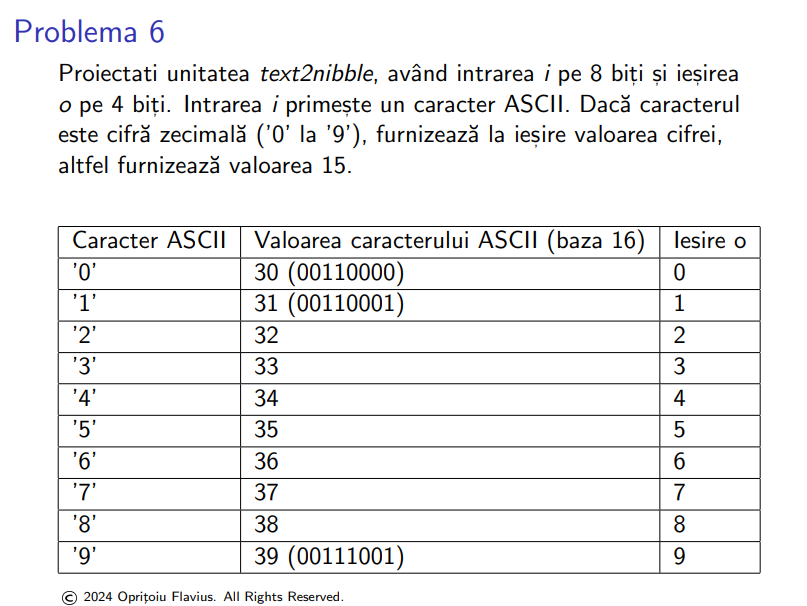 Problema 6
Proiectati unitatea text2nibble, având intrarea i pe 8 biți și ieșirea
o pe 4 biți. Intrarea i primește un caracter ASCII. Dacă caracterul
este cifră zecimală ('0' la '9'), furnizează la ieșire valoarea cifrei,
altfel furnizează valoarea 15.
Caracter ASCII Valoarea caracterului ASCII (baza 16) Iesire o
'0' 30 (00110000) 0
'1' 31 (00110001) 1
'2' 32 2
'3' 33 3
'4' 34 4
'5' 35 5
'6' 36 6
'7' 37 7
'8' 38 8
'9' 39 (00111001) 9
© 2024 Oprițoiu Flavius. All Rights Reserved.